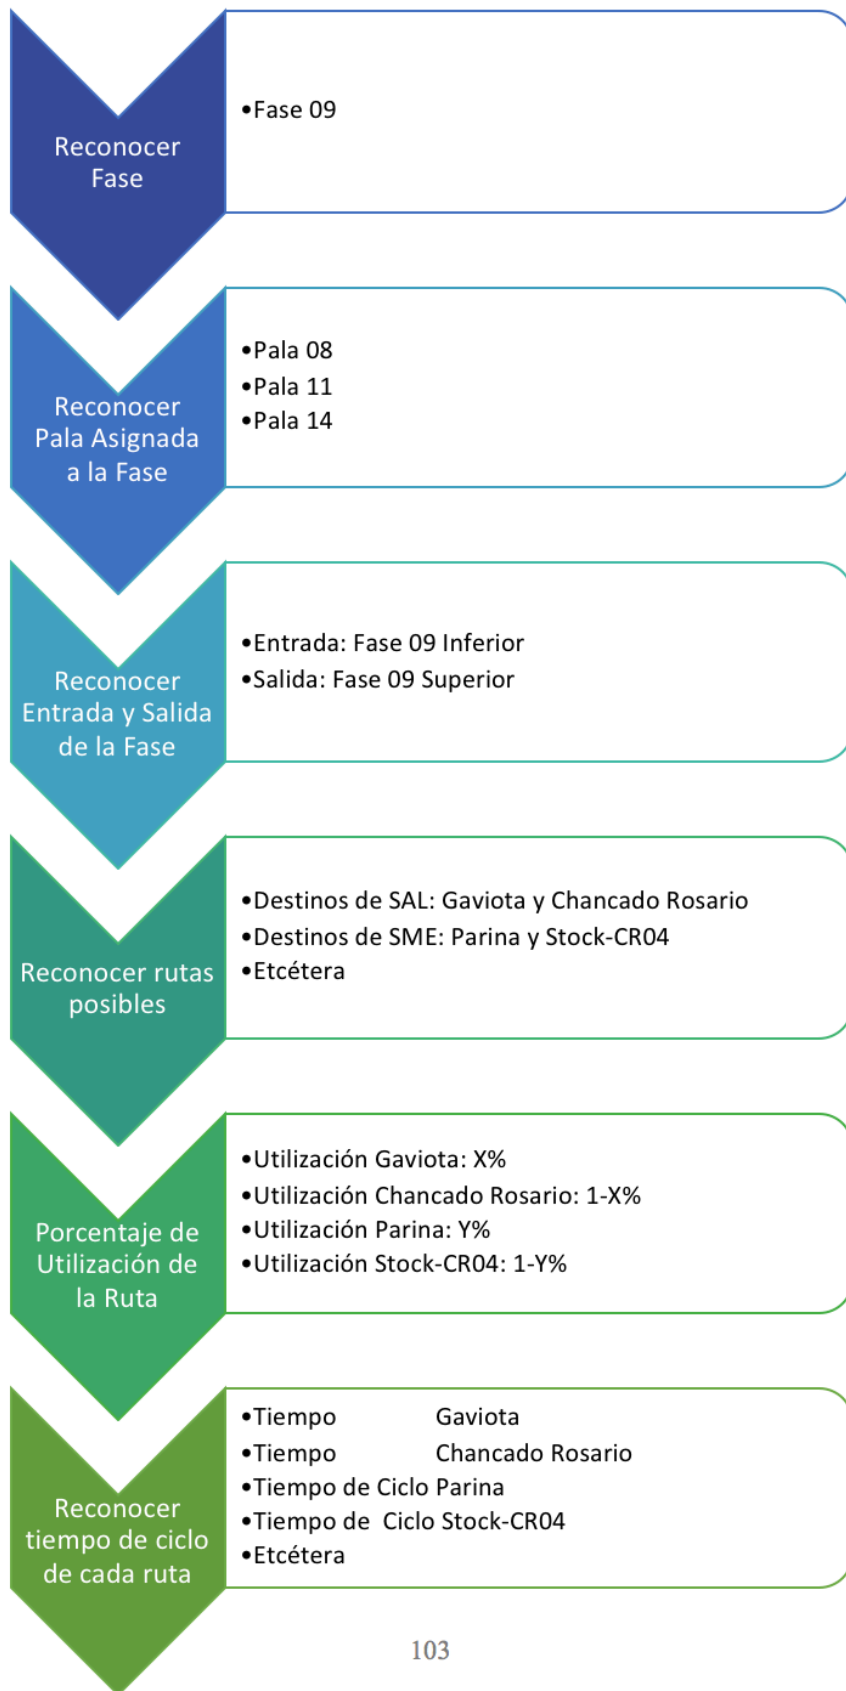 Reconocer
Fase
•Fase 09
Reconocer
Pala Asignada
a la Fase
•Pala 08
•Pala 11
•Pala 14
Reconocer
Entrada y Salida
de la Fase
•Entrada: Fase 09 Inferior
•Salida: Fase 09 Superior
Reconocer rutas
posibles
•Destinos de SAL: Gaviota y Chancado Rosario
•Destinos de SME: Parina y Stock-CR04
•Etcétera
Porcentaje de
Utilización de
la Ruta
•Utilización Gaviota: X%
•Utilización Chancado Rosario: 1-X%
•Utilización Parina: Y%
•Utilización Stock-CR04: 1-Y%
Reconocer
tiempo de ciclo
de cada ruta
•Tiempo Gaviota
•Tiempo Chancado Rosario
•Tiempo de Ciclo Parina
•Tiempo de Ciclo Stock-CR04
•Etcétera
103